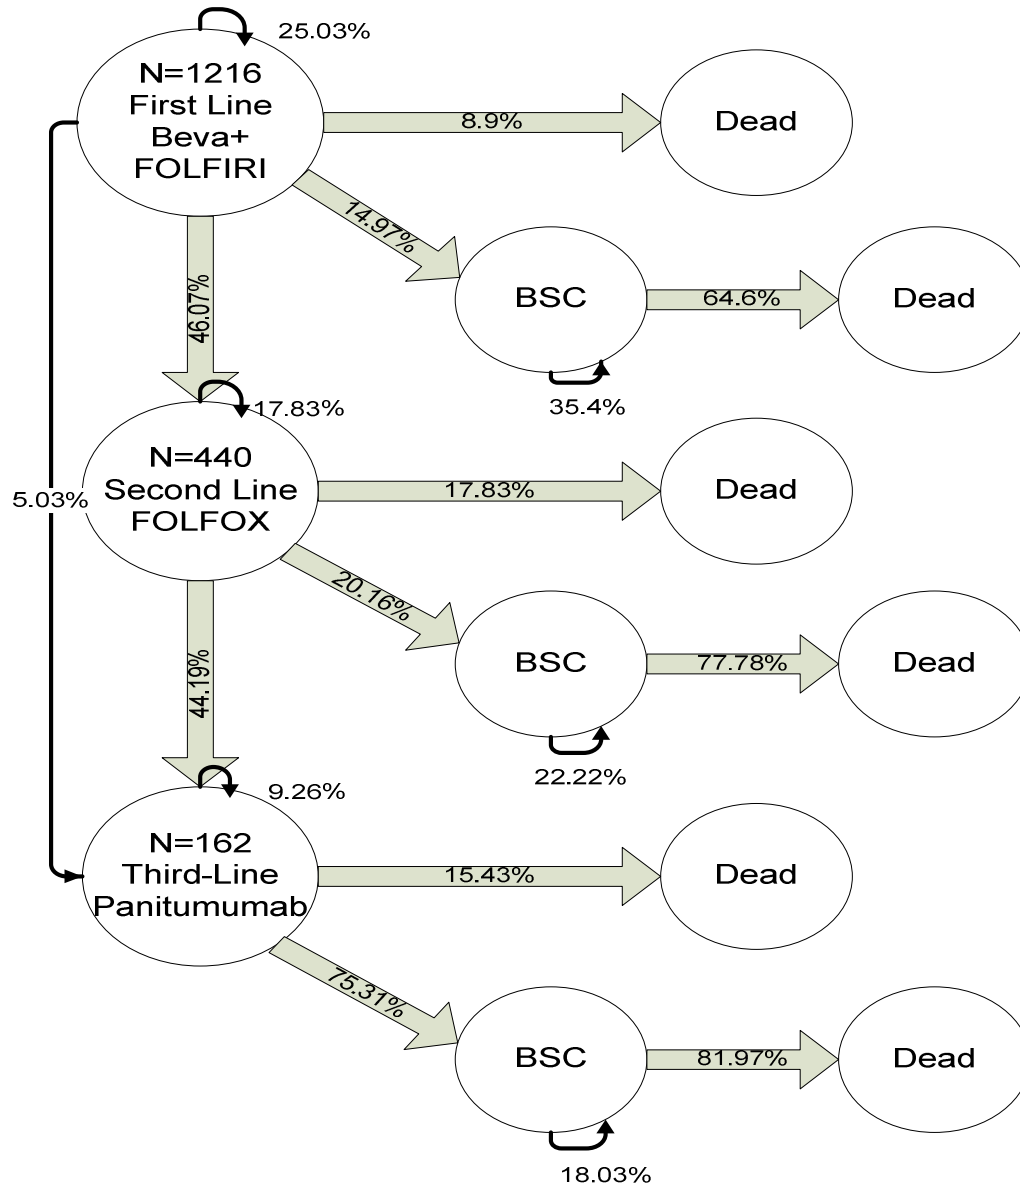 25.03%
N=1216
First Line
Beva+
FOLFIRI
8.9%
Dead
14.97%
46.07%
BSC
64.6%
Dead
35.4%
17.83%
N=440
Second Line
FOLFOX
5.03%
17.83%
Dead
20.16%
44.19%
BSC
77.78%
Dead
22.22%
9.26%
N=162
Third-Line
Panitumumab
15.43%
Dead
75.31%
BSC
81.97%
Dead
18.03%